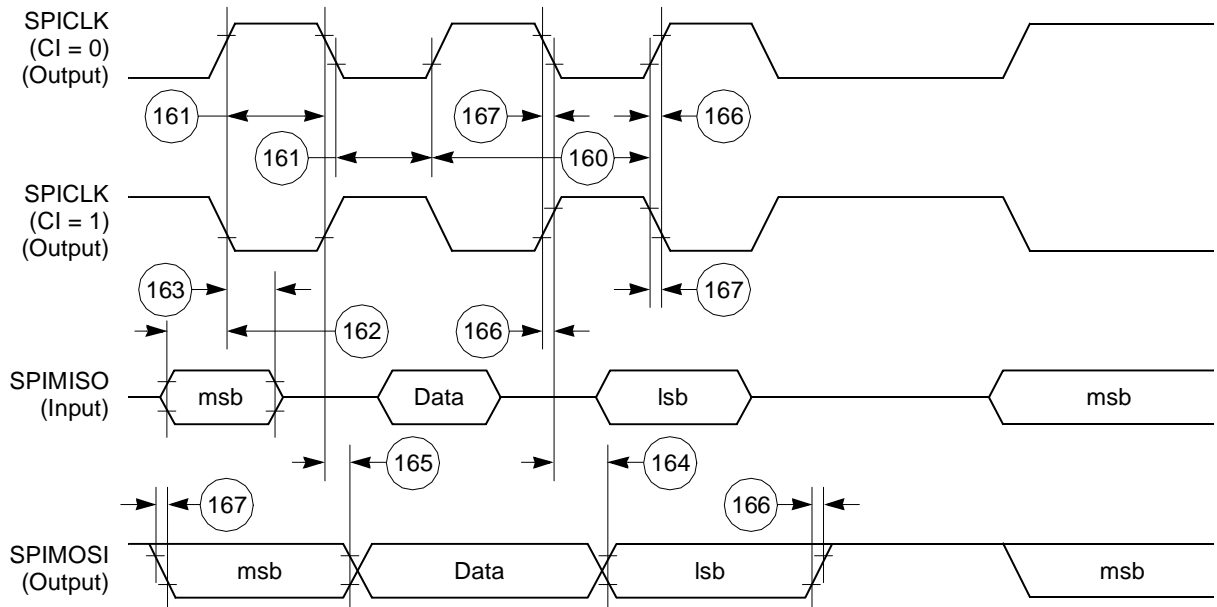 SPICLK
(CI = 0)
(Output)
161
167
166
161
160
SPICLK
(CI = 1)
(Output)
163
167
162
166
SPIMISO
(Input)
msb
Data
lsb
msb
165
164
167
166
SPIMOSI
(Output)
msb
Data
lsb
msb